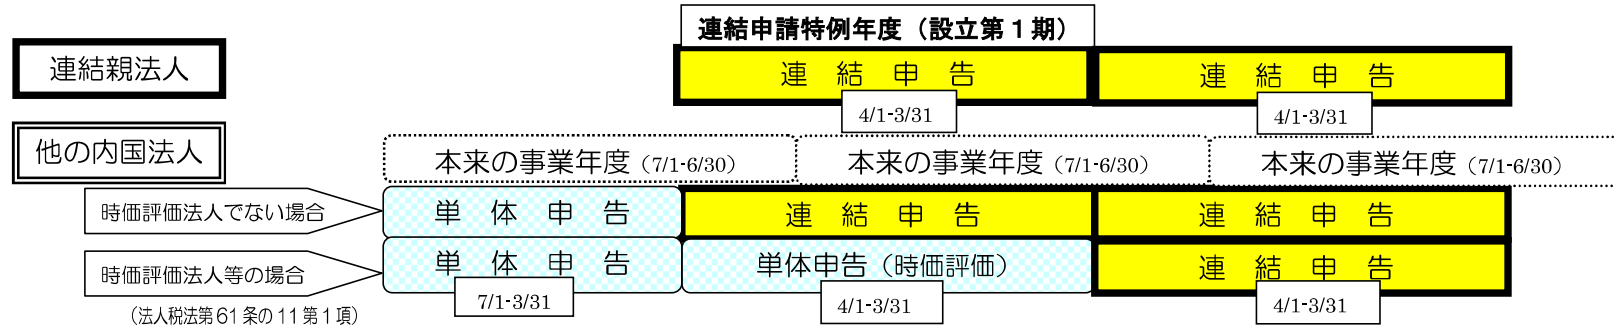 連結申請特例年度（設立第1期）
連結親法人
連 結 申 告
連 結 申 告
4/1-3/31
4/1-3/31
他の内国法人
本来の事業年度（7/1-6/30）
本来の事業年度（7/1-6/30）
本来の事業年度（7/1-6/30）
時価評価法人でない場合
単 体 申 告
連 結 申 告
連 結 申 告
時価評価法人等の場合
単 体 申 告
単体申告（時価評価）
連 結 申 告
7/1-3/31
4/1-3/31
4/1-3/31
（法人税法第61条の11第1項）